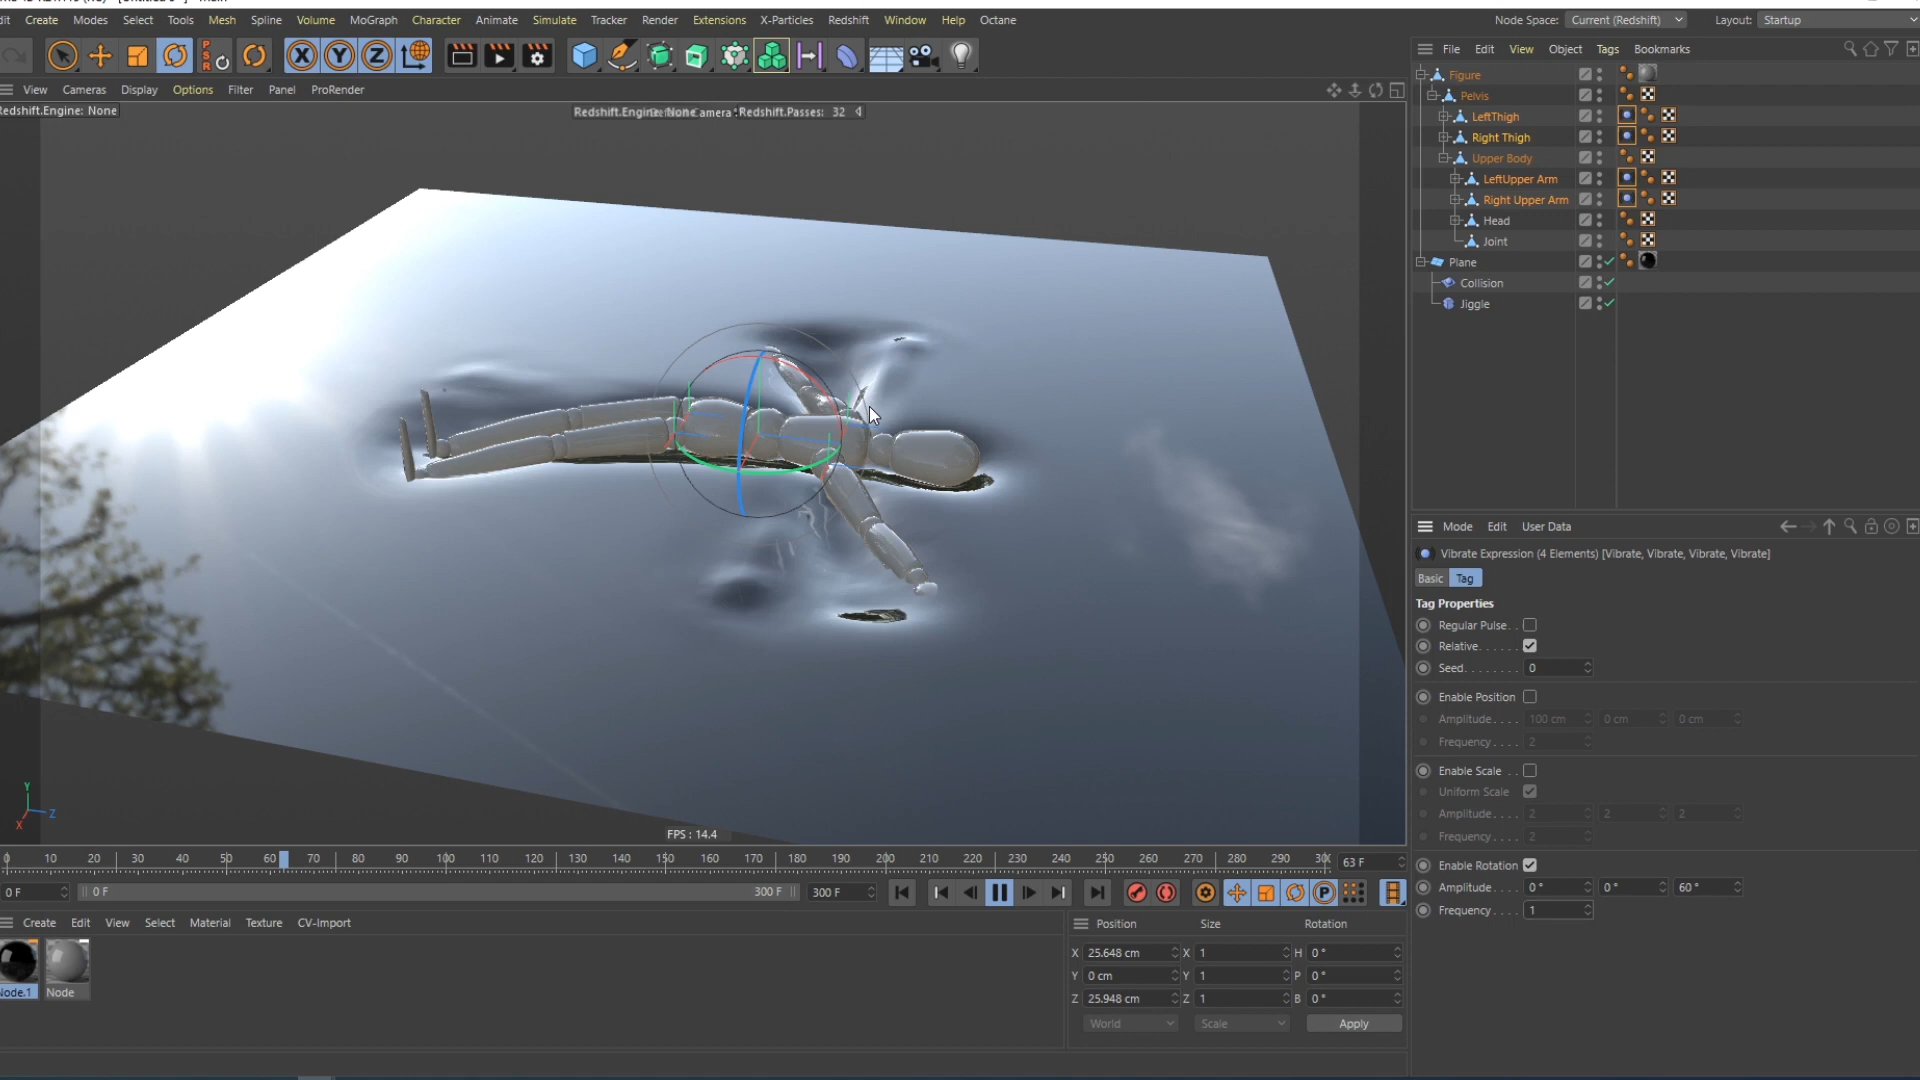 Create Modes Select Tools Mesh Spline Volume MoGraph Character Animate Simulate Tracker Render Extensions X-Particles Redshift Window Help Octane
Node Space: Current (Redshift) Layout: Startup
PSR X Y Z
File Edit View Object Tags Bookmarks
View Cameras Display Options Filter Panel ProRender
Redshift.Engine: None
Redshift.Passes: 32
Figure
Pelvis
LeftThigh
Right Thigh
Upper Body
LeftUpper Arm
Right Upper Arm
Head
Joint
Plane
Collision
Jiggle
Mode Edit User Data
Vibrate Expression (4 Elements) [Vibrate, Vibrate, Vibrate, Vibrate]
Basic Tag
Tag Properties
Regular Pulse. .
Relative. . . . . .
Seed. . . . . . . . 0
Enable Position
Amplitude. . . . 100 cm 0 cm 0 cm
Frequency. . . . 2
Enable Scale . .
Uniform Scale
Amplitude. . . . 2 2 2
Frequency. . . . 2
Enable Rotation
Amplitude. . . . 0 ° 0 ° 60 °
Frequency. . . . 1
Y
Z
X
FPS : 14.4
0 10 20 30 40 50 60 70 80 90 100 110 120 130 140 150 160 170 180 190 200 210 220 230 240 250 260 270 280 290 63 F
0 F 0 F 300 F 300 F P
Create Edit View Select Material Texture CV-Import
Node.1 Node
Position Size Rotation
X 25.648 cm X 1 H 0 °
Y 0 cm Y 1 P 0 °
Z 25.948 cm Z 1 B 0 °
World Scale Apply